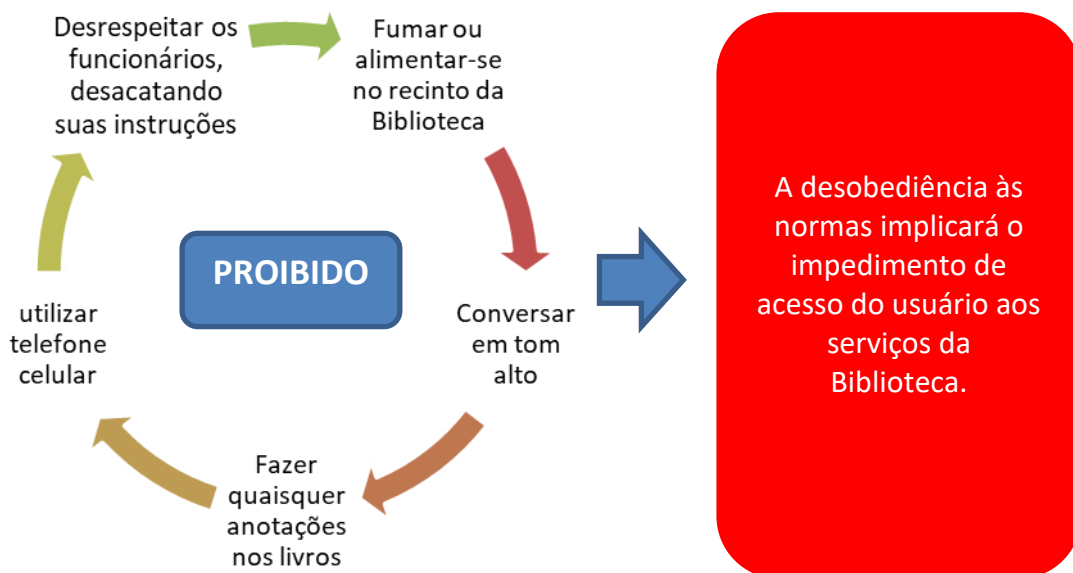 Desrespeitar os
funcionários,
desacatando
suas instruções
Fumar ou
alimentar-se
no recinto da
Biblioteca
Conversar
em tom
alto
Fazer
quaisquer
anotações
nos livros
utilizar
telefone
celular
PROIBIDO
A desobediência às
normas implicará o
impedimento de
acesso do usuário aos
serviços da
Biblioteca.